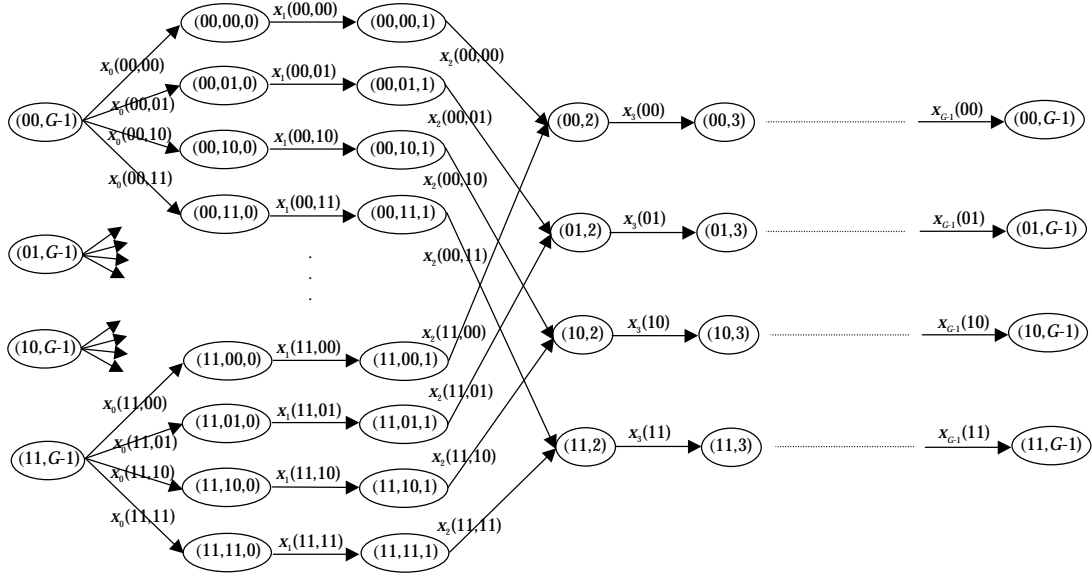 (00,00,0) x₁(00,00) (00,00,1)
x₀(00,00) x₂(00,00)
(00,01,0) x₁(00,01) (00,01,1)
(00,G-1) x₀(00,01) x₂(00,01) (00,2) x₃(00) (00,3) x_G-1(00) (00,G-1)
x₀(00,10) (00,10,0) x₁(00,10) (00,10,1)
x₀(00,11) x₂(00,10)
(00,11,0) x₁(00,11) (00,11,1)
(01,G-1) x₂(00,11) (01,2) x₃(01) (01,3) x_G-1(01) (01,G-1)
.
.
.
(10,G-1) x₂(11,00) (10,2) x₃(10) (10,3) x_G-1(10) (10,G-1)
(11,00,0) x₁(11,00) (11,00,1)
x₀(11,00) x₂(11,01)
(11,01,0) x₁(11,01) (11,01,1)
(11,G-1) x₀(11,01) x₂(11,10) (11,2) x₃(11) (11,3) x_G-1(11) (11,G-1)
x₀(11,10) (11,10,0) x₁(11,10) (11,10,1)
x₀(11,11) x₂(11,11)
(11,11,0) x₁(11,11) (11,11,1)